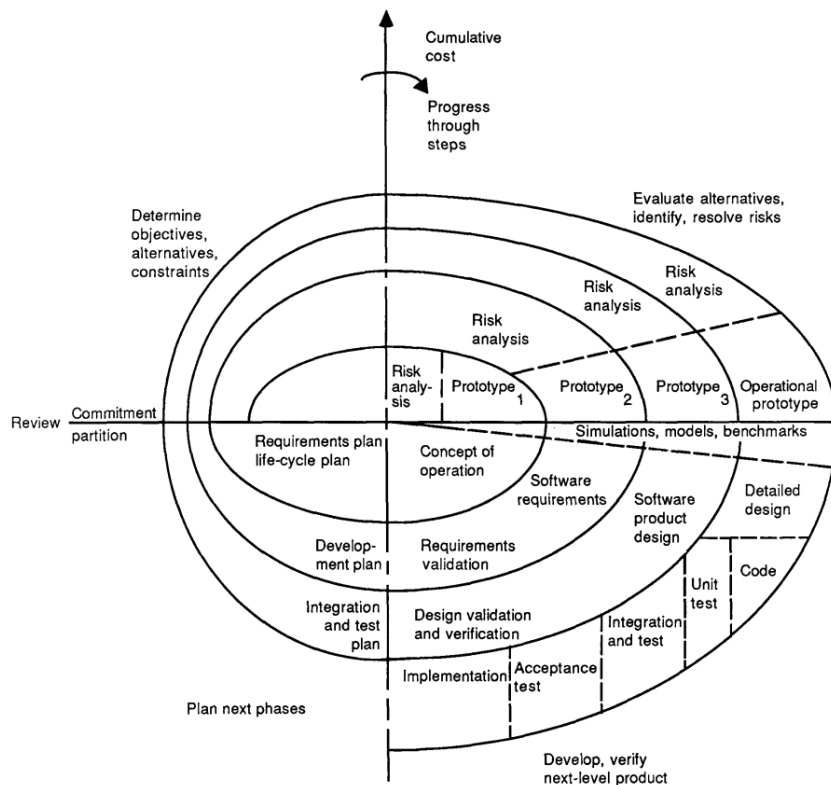 Cumulative
cost
Progress
through
steps
Evaluate alternatives,
identify, resolve risks
Determine
objectives,
alternatives,
constraints
Risk
analysis
Risk
analysis
Risk
analysis
Risk
analy-
sis
Prototype
1
Prototype
2
Prototype
3
Operational
prototype
Review
Commitment
partition
Simulations, models, benchmarks
Requirements plan
life-cycle plan
Concept of
operation
Software
requirements
Software
product
design
Detailed
design
Develop-
ment plan
Requirements
validation
Code
Unit
test
Integration
and test
plan
Design validation
and verification
Integration
and test
Implementation
Acceptance
test
Plan next phases
Develop, verify
next-level product